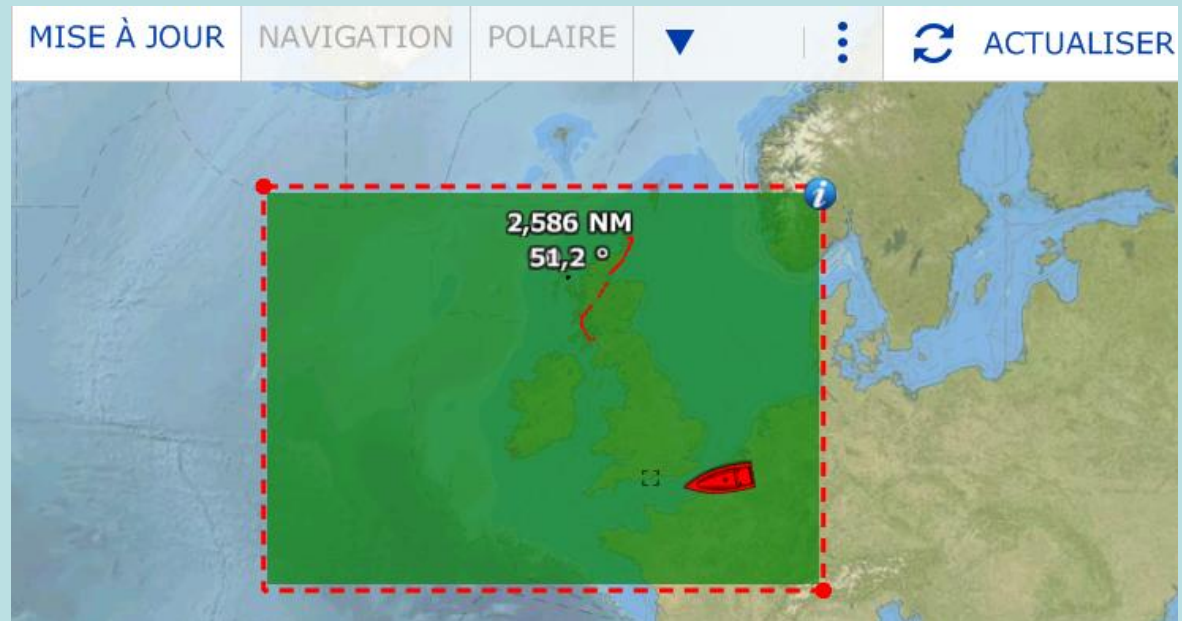 MISE À JOUR
NAVIGATION
POLAIRE
ACTUALISER
2,586 NM
51,2 °